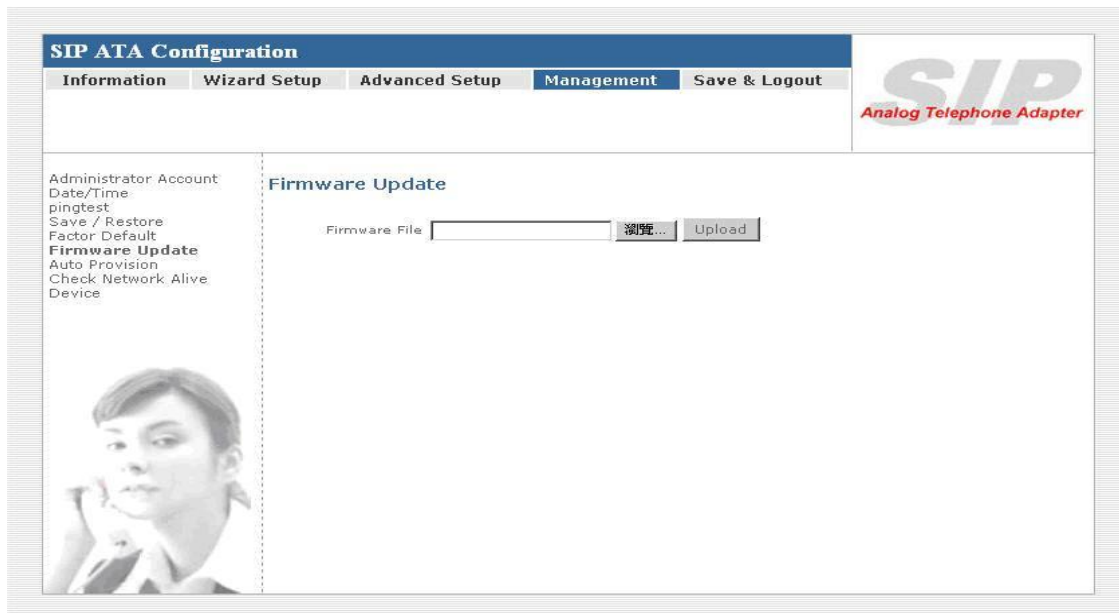 SIP ATA Configuration
Information Wizard Setup Advanced Setup Management Save & Logout
SIP
Analog Telephone Adapter
Administrator Account
Date/Time
pingtest
Save / Restore
Factor Default
Firmware Update
Auto Provision
Check Network Alive
Device
Firmware Update
Firmware File 瀏覽... Upload